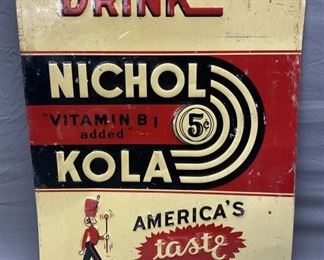 DRINK
NICHOL
"VITAMIN B1
added"
5¢
KOLA
AMERICA'S
taste